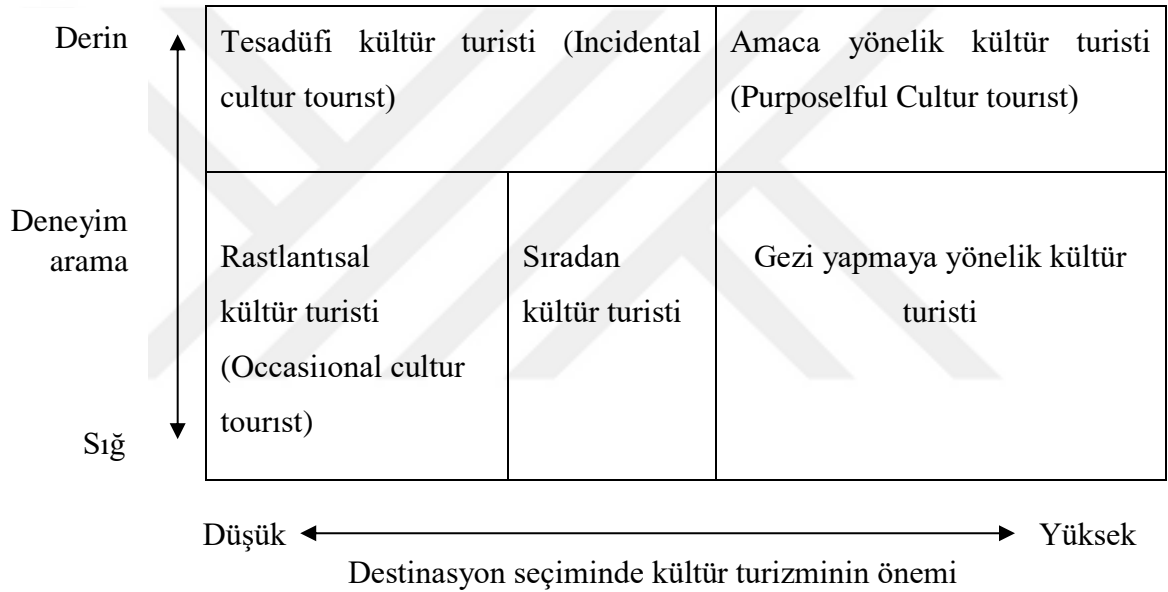 Derin
Tesadüfi kültür turisti (Incidental
cultur tourıst)
Amaca yönelik kültür turisti
(Purposelful Cultur tourıst)
Deneyim
arama
Rastlantısal
kültür turisti
(Occasiıonal cultur
tourıst)
Sıradan
kültür turisti
Gezi yapmaya yönelik kültür
turisti
Sığ
Düşük
Yüksek
Destinasyon seçiminde kültür turizminin önemi